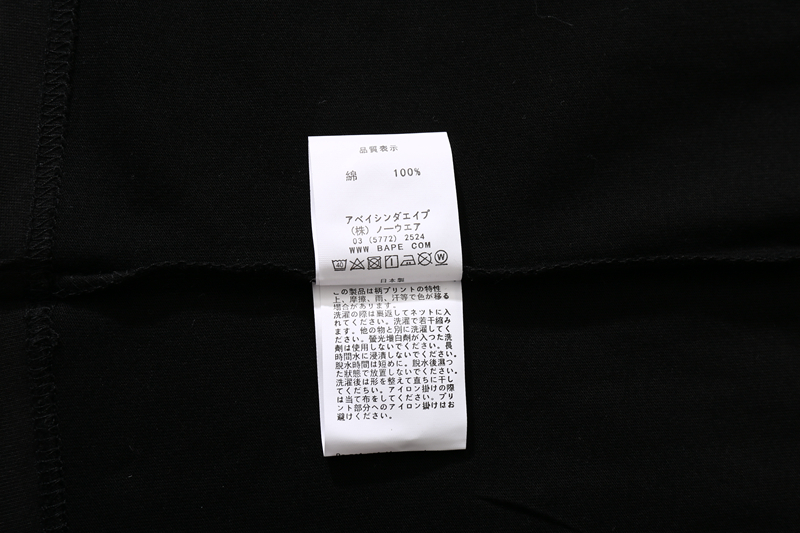 品質表示
綿 100%
アベイシンダエイプ
(株) ノーウエア
03 (5772) 2524
WWW BAPE COM
40 W
日本製
この製品は柄プリントの特性
上、摩擦、雨、汗等で色が移る
場合があります。
洗濯の際は裏返してネットに入
れてください。洗濯で若干縮み
ます。他の物と別に洗濯してく
ださい。螢光増白剤が入つた洗
剤は使用しないでください。長
時間水に浸漬しないでください。
脱水時間は短めに。脱水後濕つ
た狀態で放置しないでください。
洗濯後は形を整えて直ちに干し
てくだちい。アイロン掛けの際
は当て布をしてください。プリ
ント部分へのアイロン掛けはお
避けください。